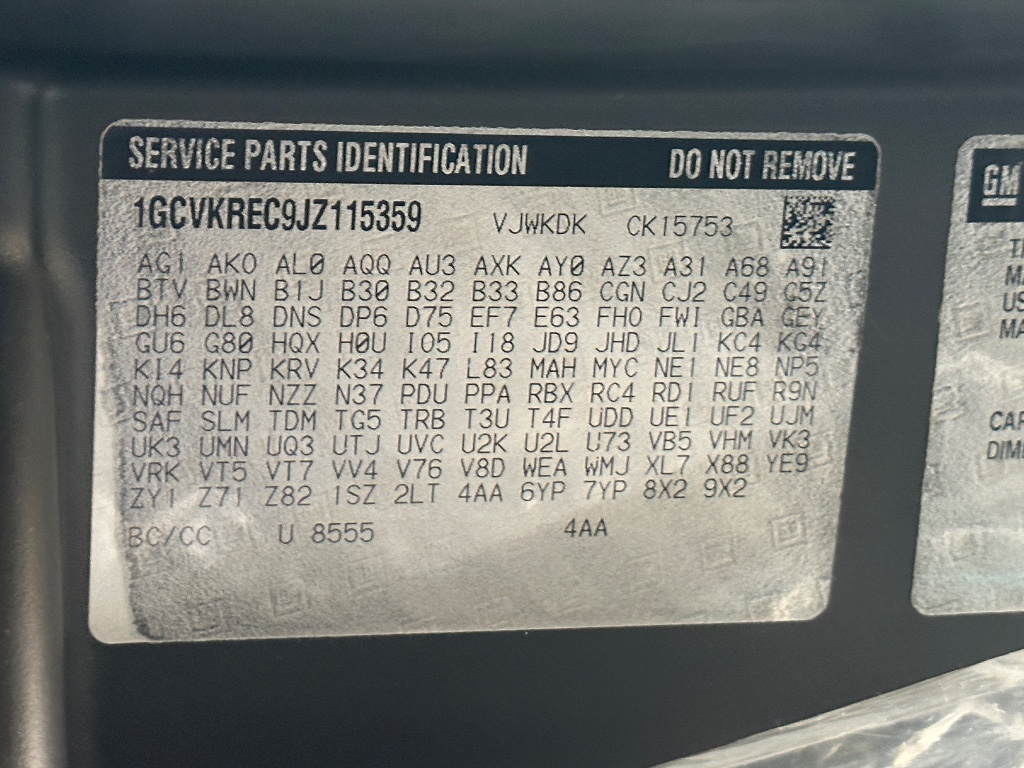 SERVICE PARTS IDENTIFICATION DO NOT REMOVE
1GCVKREC9JZ115359 VJWKDK CK15753
AG1 AKO AL0 AQQ AU3 AXK AY0 AZ3 A31 A68 A91
BTV BWN B1J B30 B32 B33 B86 CGN CJ2 C49 C5Z
DH6 DL8 DNS DP6 D75 EF7 E63 FHO FWI GBA GEY
GU6 G80 HQX H0U IO5 I18 JD9 JHD JL1 KC4 KG4
KI4 KNP KRV K34 K47 L83 MAH MYC NE1 NE8 NP5
NQH NUF NZZ N37 PDU PPA RBX RC4 RD1 RUF R9N
SAF SLM TDM TG5 TRB T3U T4F UDD UE1 UF2 UJM
UK3 UMN UQ3 UTJ UVC U2K U2L U73 VB5 VHM VK3
VRK VT5 VT7 VV4 V76 V8D WEA WMJ XL7 X88 YE9
ZY1 Z71 Z82 1SZ 2LT 4AA 6YP 7YP 8X2 9X2
BC/CC U 8555 4AA
GM
US